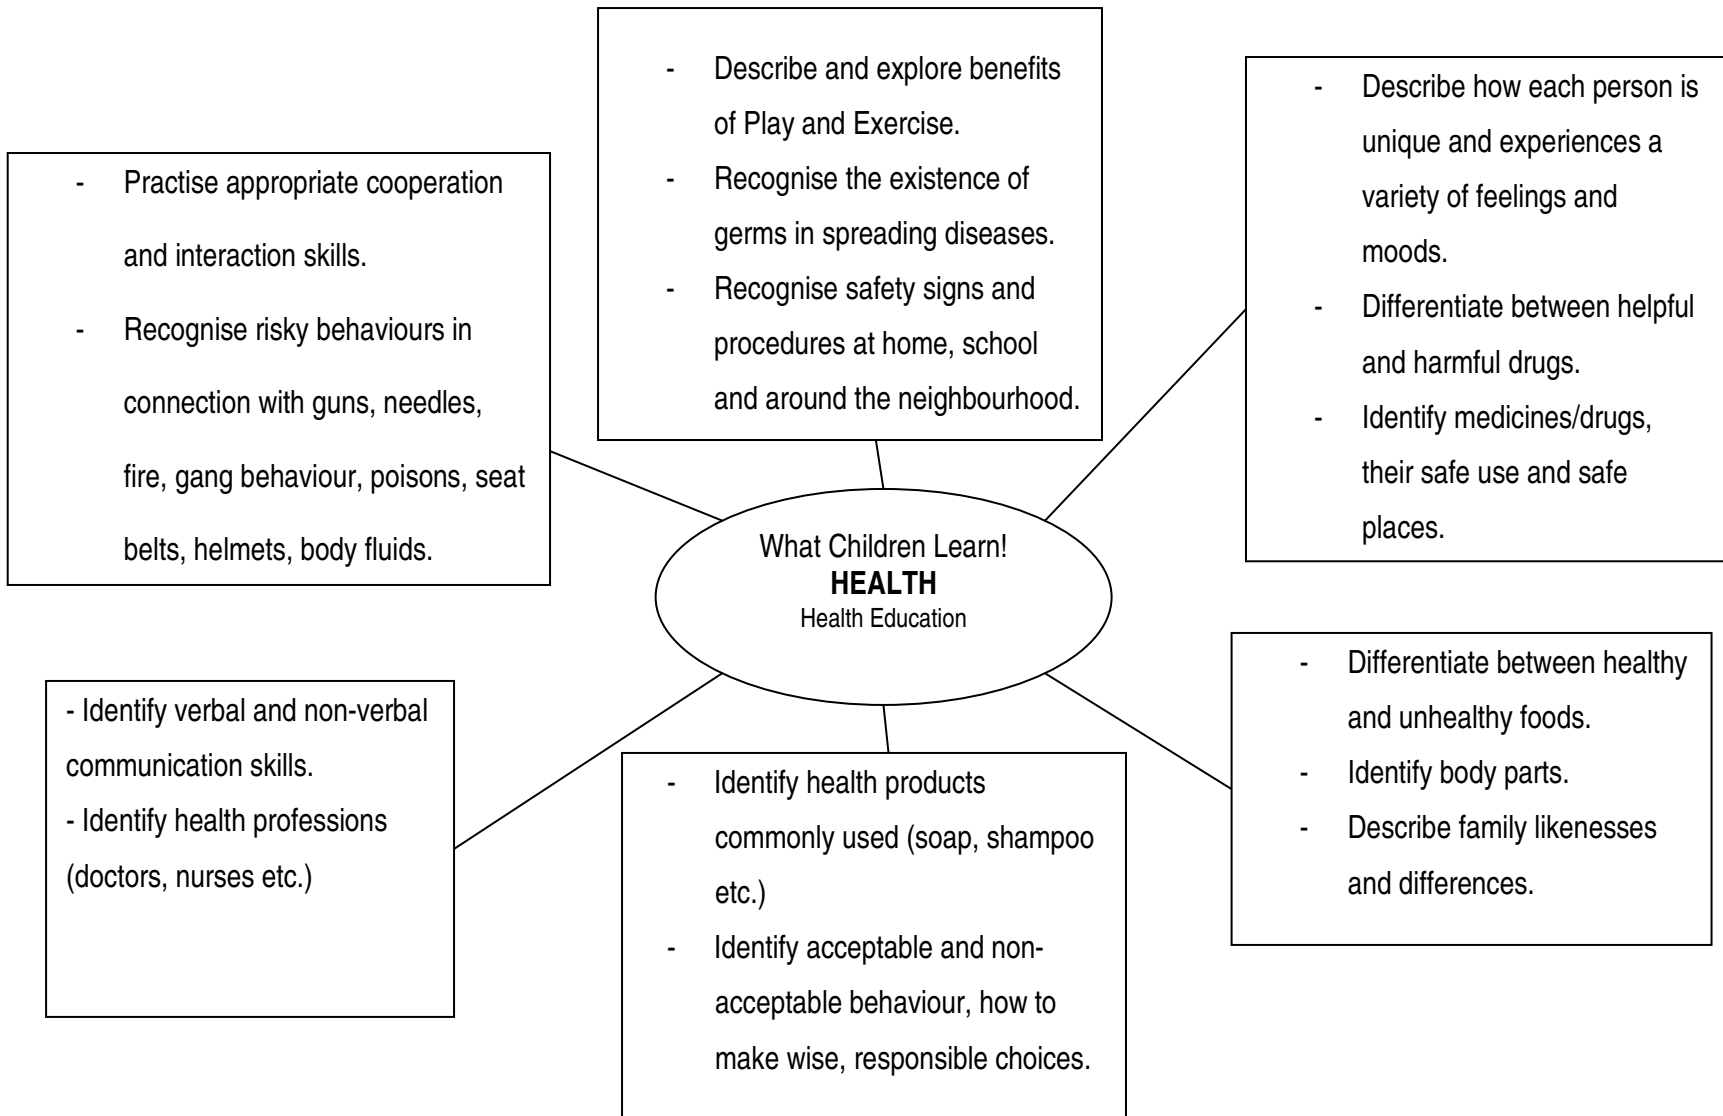 - Practise appropriate cooperation
and interaction skills.
- Recognise risky behaviours in
connection with guns, needles,
fire, gang behaviour, poisons, seat
belts, helmets, body fluids.
- Describe and explore benefits
of Play and Exercise.
- Recognise the existence of
germs in spreading diseases.
- Recognise safety signs and
procedures at home, school
and around the neighbourhood.
- Describe how each person is
unique and experiences a
variety of feelings and
moods.
- Differentiate between helpful
and harmful drugs.
- Identify medicines/drugs,
their safe use and safe
places.
What Children Learn!
HEALTH
Health Education
- Identify verbal and non-verbal
communication skills.
- Identify health professions
(doctors, nurses etc.)
- Identify health products
commonly used (soap, shampoo
etc.)
- Identify acceptable and non-
acceptable behaviour, how to
make wise, responsible choices.
- Differentiate between healthy
and unhealthy foods.
- Identify body parts.
- Describe family likenesses
and differences.